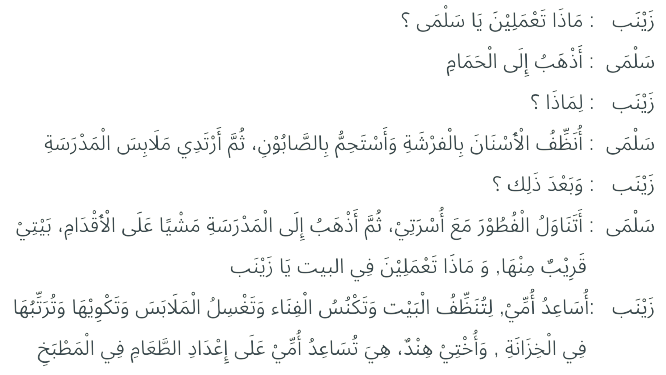 زَيْنَب : مَاذَا تَعْمَلِيْنَ يَا سَلْمَى ؟
سَلْمَى : أَذْهَبُ إِلَى الْحَمَامِ
زَيْنَب : لِمَاذَا ؟
سَلْمَى : أُنَظِّفُ الْأَسْنَانَ بِالْفرْشَةِ وَأَسْتَحِمُّ بِالصَّابُوْنِ، ثُمَّ أَرْتَدِي مَلَابِسَ الْمَدْرَسَةِ
زَيْنَب : وَبَعْدَ ذَلِك ؟
سَلْمَى : أَتَنَاوَلُ الْفُطُوْرَ مَعَ أُسْرَتِيْ، ثُمَّ أَذْهَبُ إِلَى الْمَدْرَسَةِ مَشْيًا عَلَى الْأَقْدَامِ، بَيْتِيْ
قَرِيْبٌ مِنْهَا, وَ مَاذَا تَعْمَلِيْنَ فِي البيت يَا زَيْنَب
زَيْنَب :أُسَاعِدُ أُمِّيْ, لِتُنَظِّفُ الْبَيْت وَتَكْنُسُ الْفِنَاء وَتَغْسِلُ الْمَلَابَسَ وَتَكْوِيْهَا وَتُرَتِّبُهَا
فِي الْخِزَانَةِ , وَأُخْتِيْ هِنْدٌ، هِيَ تُسَاعِدُ أُمِّيْ عَلَى إِعْدَادِ الطَّعَامِ فِي الْمَطْبَخِ